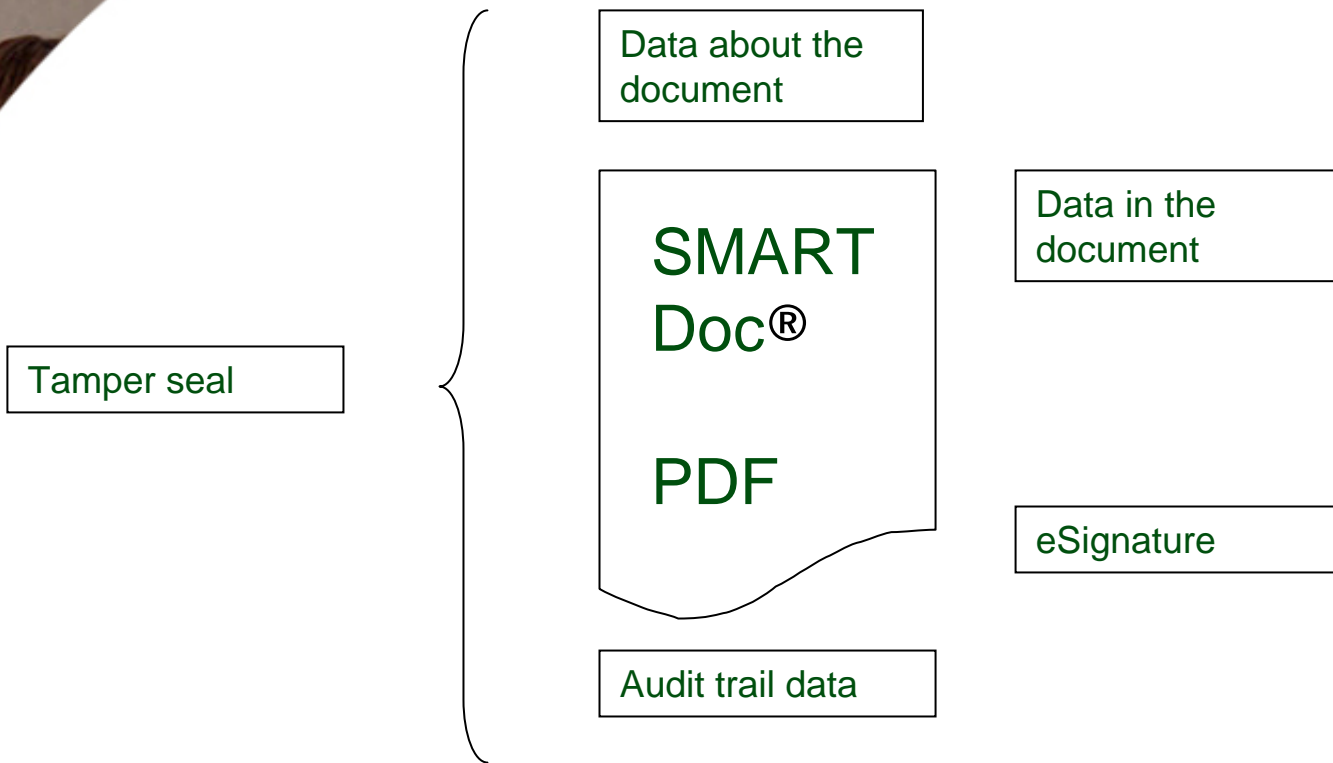 Data about the
document
SMART
Doc®
PDF
Data in the
document
Tamper seal
eSignature
Audit trail data